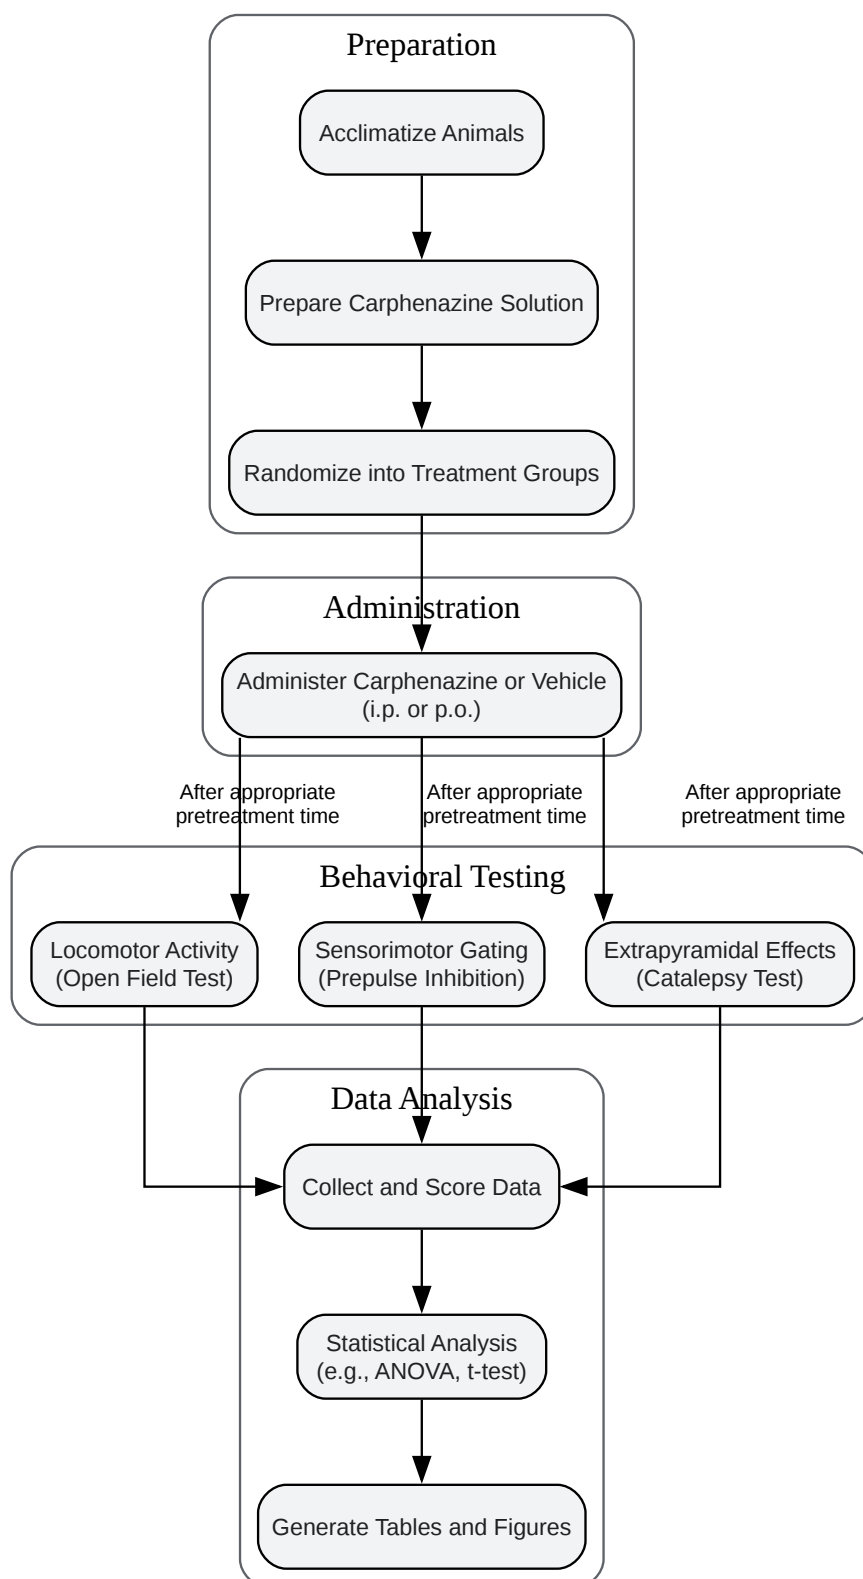 Preparation
Acclimatize Animals
Prepare Carphenazine Solution
Randomize into Treatment Groups
Administration
Administer Carphenazine or Vehicle
(i.p. or p.o.)
After appropriate
pretreatment time
After appropriate
pretreatment time
After appropriate
pretreatment time
Behavioral Testing
Locomotor Activity
(Open Field Test)
Sensorimotor Gating
(Prepulse Inhibition)
Extrapyramidal Effects
(Catalepsy Test)
Data Analysis
Collect and Score Data
Statistical Analysis
(e.g., ANOVA, t-test)
Generate Tables and Figures